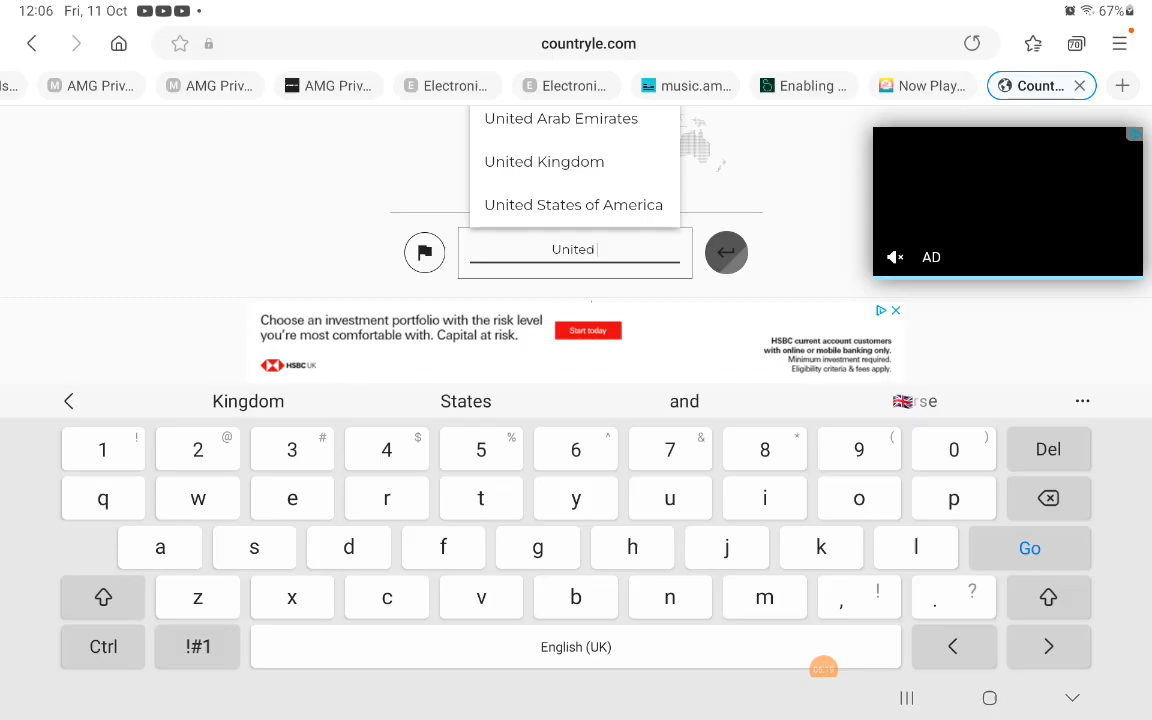 12:06 Fri, 11 Oct
67%
countryle.com
70
s...
AMG Priv...
AMG Priv...
AMG Priv...
Electroni...
Electroni...
music.am...
Enabling ...
Now Play...
Count...
United Arab Emirates
United Kingdom
United States of America
United
AD
Choose an investment portfolio with the risk level
you're most comfortable with. Capital at risk.
Start today
HSBC UK
HSBC current account customers
with online or mobile banking only.
Minimum investment required.
Eligibility criteria & fees apply.
Kingdom States and rse ...
1 ! 2 @ 3 # 4 $ 5 % 6 ^ 7 & 8 * 9 ( 0 ) Del
q w e r t y u i o p
a s d f g h j k l Go
z x c v b n m , ! . ?
Ctrl !#1 English (UK) < >
05:19